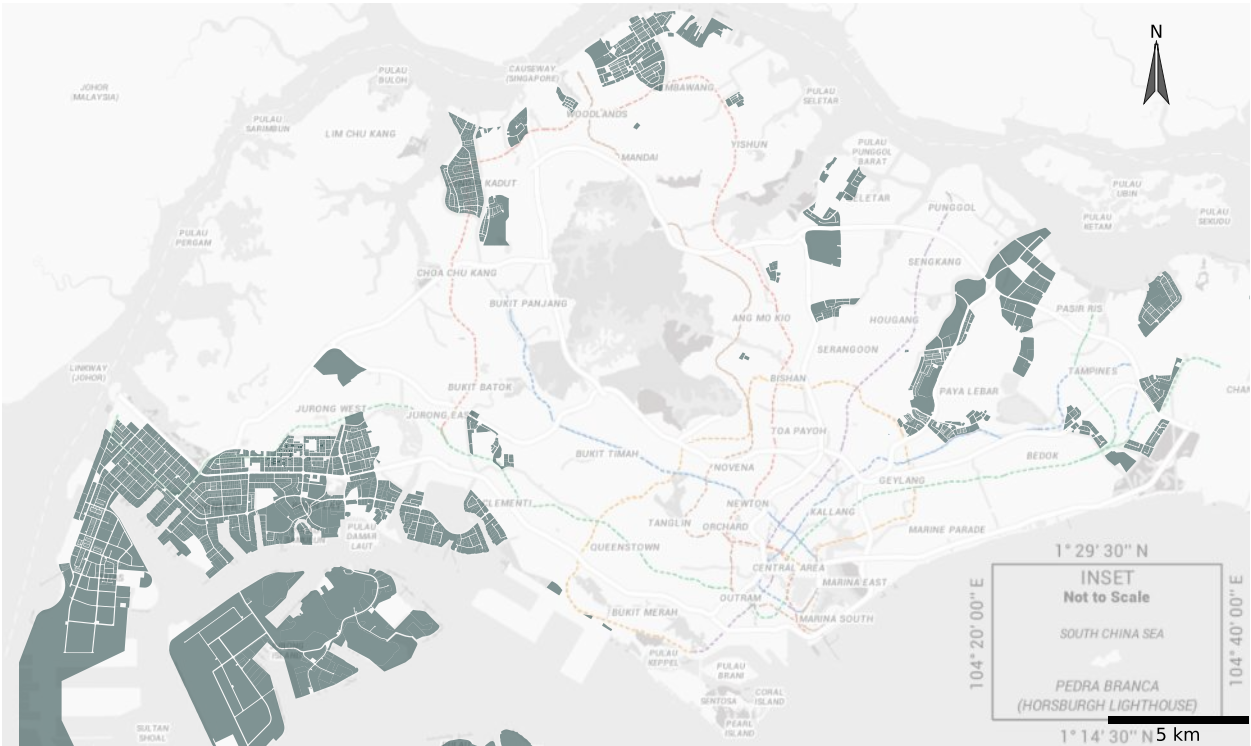 N
JOHOR
(MALAYSIA)
PULAU
BULOH
CAUSEWAY
(SINGAPORE)
MBAWANG
PULAU
SELETAR
PULAU
SARIMBUN
LIM CHU KANG
WOODLANDS
MANDAI
YISHUN
PULAU
PUNGGOL
BARAT
KADUT
ELETAR
PUNGGOL
PULAU
UBIN
PULAU
KETAM
PULAU
SEKUDU
PULAU
PERGAM
CHOA CHU KANG
SENGKANG
BUKIT PANJANG
ANG MO KIO
HOUGANG
PASIR RIS
SERANGOON
LINKWAY
(JOHOR)
BUKIT BATOK
BISHAN
PAYA LEBAR
TAMPINES
CHAN
JURONG WEST
JURONG EAS
TOA PAYOH
BUKIT TIMAH
NOVENA
BEDOK
GEYLANG
CLEMENTI
NEWTON
KALLANG
TANGLIN
ORCHARD
MARINE PARADE
PULAU
DAMAR
LAUT
QUEENSTOWN
CENTRAL AREA
MARINA EAST
OUTRAM
BUKIT MERAH
MARINA SOUTH
PULAU
KEPPEL
PULAU
BRANI
SENTOSA
CORAL
ISLAND
PEARL
ISLAND
SULTAN
SHOAL
1° 29' 30'' N
104° 20' 00'' E
INSET
Not to Scale
SOUTH CHINA SEA
PEDRA BRANCA
(HORSBURGH LIGHTHOUSE)
104° 40' 00'' E
1° 14' 30'' N
5 km